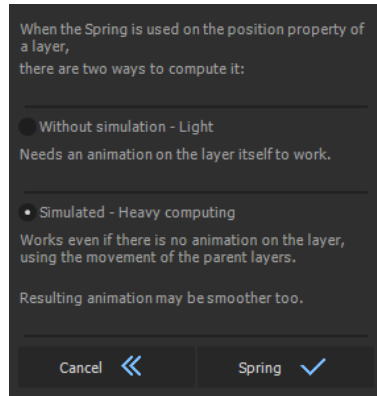 When the Spring is used on the position property of
a layer,
there are two ways to compute it:
Without simulation - Light
Needs an animation on the layer itself to work.
Simulated - Heavy computing
Works even if there is no animation on the layer,
using the movement of the parent layers.
Resulting animation may be smoother too.
Cancel
Spring